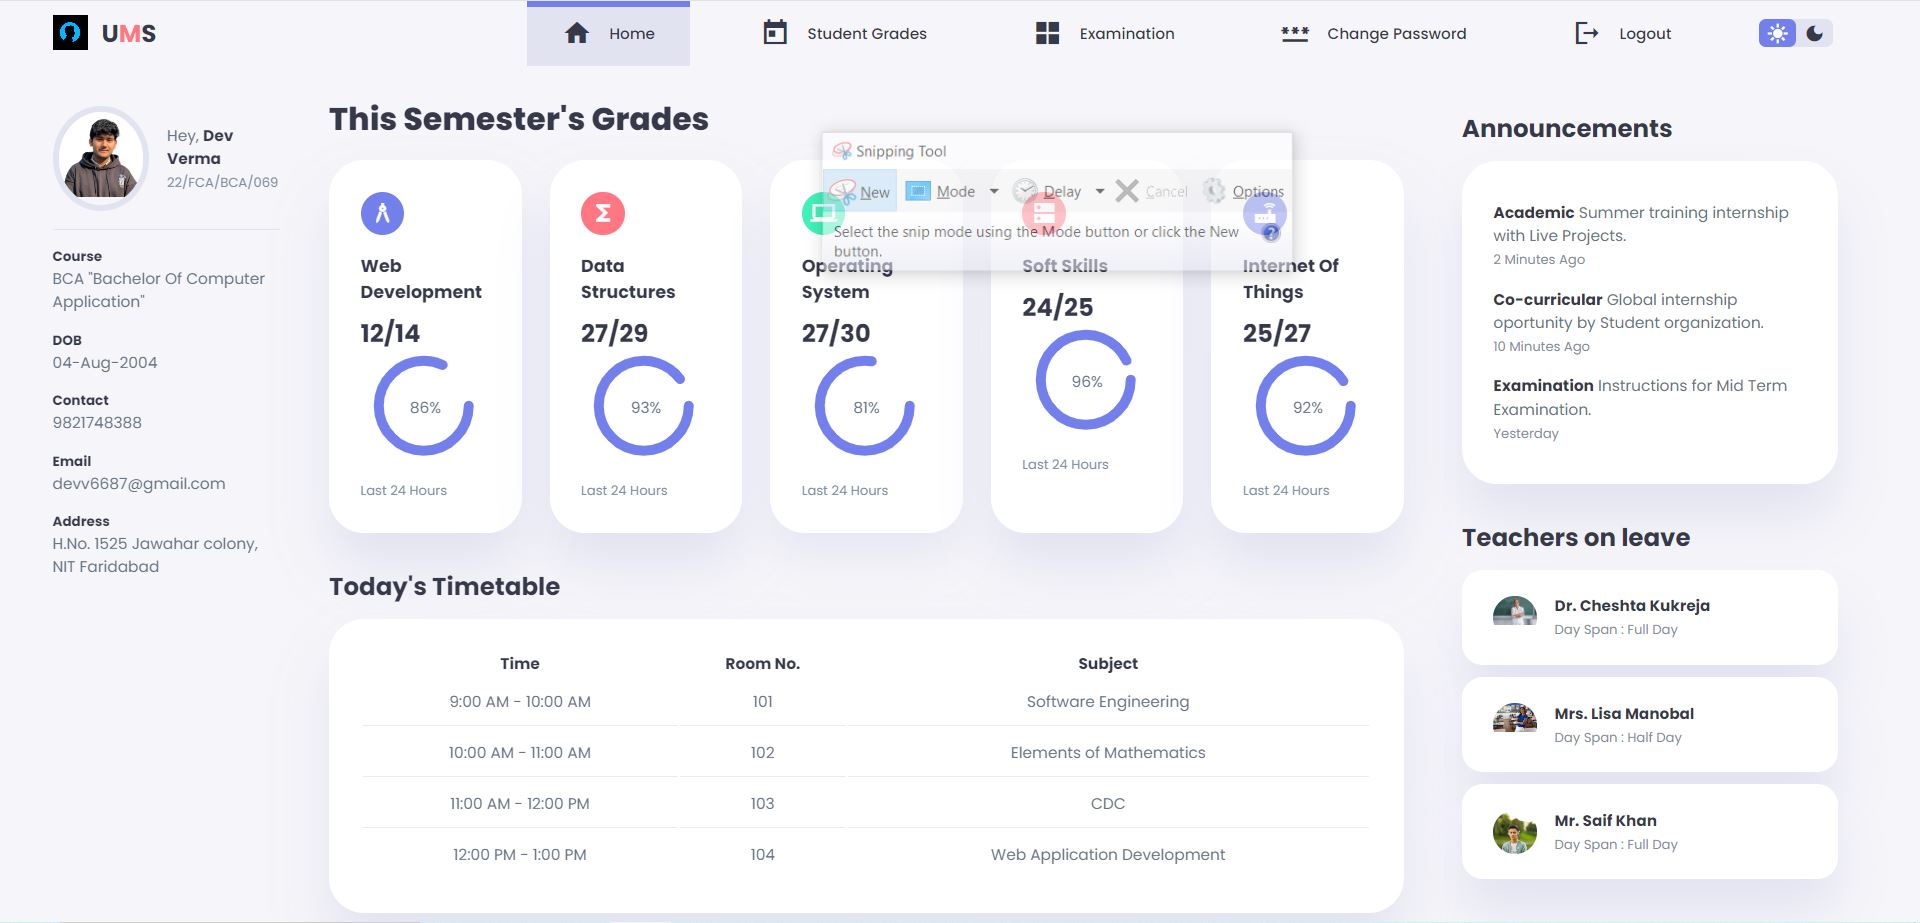 UMS
Home
Student Grades
Examination
Change Password
Logout
Hey, Dev
Verma
22/FCA/BCA/069
Course
BCA "Bachelor Of Computer
Application"
DOB
04-Aug-2004
Contact
9821748388
Email
devv6687@gmail.com
Address
H.No. 1525 Jawahar colony,
NIT Faridabad
This Semester's Grades
Snipping Tool
New
Mode
Delay
Cancel
Options
Select the snip mode using the Mode button or click the New
button.
Web
Development
12/14
86%
Last 24 Hours
Data
Structures
27/29
93%
Last 24 Hours
Operating
System
27/30
81%
Last 24 Hours
Soft Skills
24/25
96%
Last 24 Hours
Internet Of
Things
25/27
92%
Last 24 Hours
Today's Timetable
Time Room No. Subject
9:00 AM - 10:00 AM 101 Software Engineering
10:00 AM - 11:00 AM 102 Elements of Mathematics
11:00 AM - 12:00 PM 103 CDC
12:00 PM - 1:00 PM 104 Web Application Development
Announcements
Academic Summer training internship
with Live Projects.
2 Minutes Ago
Co-curricular Global internship
oportunity by Student organization.
10 Minutes Ago
Examination Instructions for Mid Term
Examination.
Yesterday
Teachers on leave
Dr. Cheshta Kukreja
Day Span : Full Day
Mrs. Lisa Manobal
Day Span : Half Day
Mr. Saif Khan
Day Span : Full Day